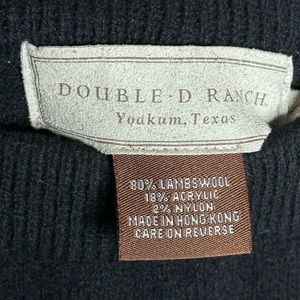 DOUBLE·D RANCH
Yoakum, Texas
80% LAMBSWOOL
18% ACRYLIC
2% NYLON
MADE IN HONG KONG
CARE ON REVERSE